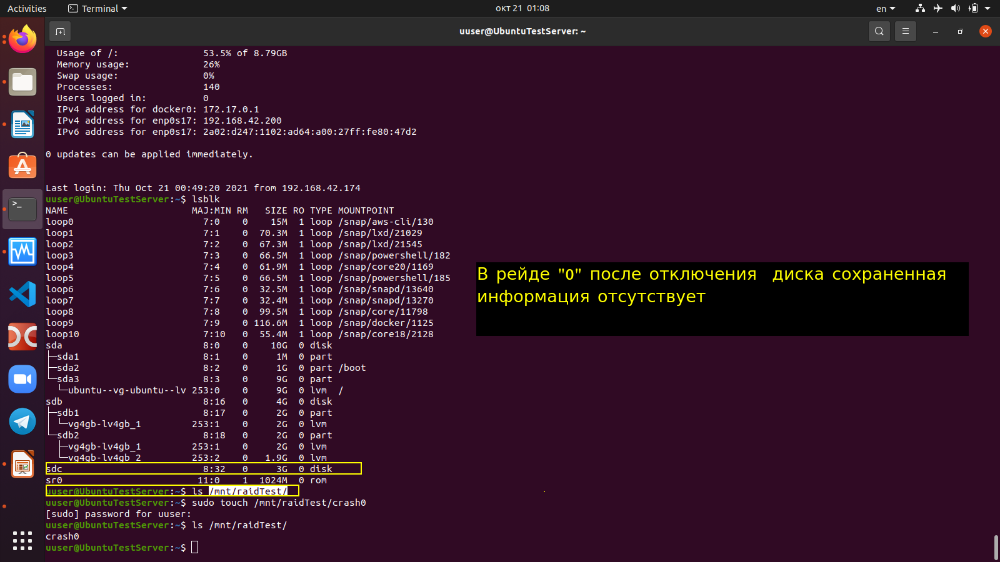 Activities Terminal окт 21 01:08 en
uuser@UbuntuTestServer: ~
Usage of /: 53.5% of 8.79GB
Memory usage: 26%
Swap usage: 0%
Processes: 140
Users logged in: 0
IPv4 address for docker0: 172.17.0.1
IPv4 address for enp0s17: 192.168.42.200
IPv6 address for enp0s17: 2a02:d247:1102:ad64:a00:27ff:fe80:47d2
0 updates can be applied immediately.
Last login: Thu Oct 21 00:49:20 2021 from 192.168.42.174
uuser@UbuntuTestServer:~$ lsblk
NAME MAJ:MIN RM SIZE RO TYPE MOUNTPOINT
loop0 7:0 0 15M 1 loop /snap/aws-cli/130
loop1 7:1 0 70.3M 1 loop /snap/lxd/21029
loop2 7:2 0 67.3M 1 loop /snap/lxd/21545
loop3 7:3 0 66.5M 1 loop /snap/powershell/182
loop4 7:4 0 61.9M 1 loop /snap/core20/1169
loop5 7:5 0 66.5M 1 loop /snap/powershell/185
loop6 7:6 0 32.5M 1 loop /snap/snapd/13640
loop7 7:7 0 32.4M 1 loop /snap/snapd/13270
loop8 7:8 0 99.5M 1 loop /snap/core/11798
loop9 7:9 0 116.6M 1 loop /snap/docker/1125
loop10 7:10 0 55.4M 1 loop /snap/core18/2128
sda 8:0 0 10G 0 disk
├─sda1 8:1 0 1M 0 part
├─sda2 8:2 0 1G 0 part /boot
└─sda3 8:3 0 9G 0 part
└─ubuntu--vg-ubuntu--lv 253:0 0 9G 0 lvm /
sdb 8:16 0 4G 0 disk
├─sdb1 8:17 0 2G 0 part
│ └─vg4gb-lv4gb_1 253:1 0 2G 0 lvm
└─sdb2 8:18 0 2G 0 part
├─vg4gb-lv4gb_1 253:1 0 2G 0 lvm
└─vg4gb-lv4gb_2 253:2 0 1.9G 0 lvm
sdc 8:32 0 3G 0 disk
sr0 11:0 1 1024M 0 rom
uuser@UbuntuTestServer:~$ ls /mnt/raidTest/
uuser@UbuntuTestServer:~$ sudo touch /mnt/raidTest/crash0
[sudo] password for uuser:
uuser@UbuntuTestServer:~$ ls /mnt/raidTest/
crash0
uuser@UbuntuTestServer:~$
В рейде "0" после отключения диска сохраненная
информация отсутствует